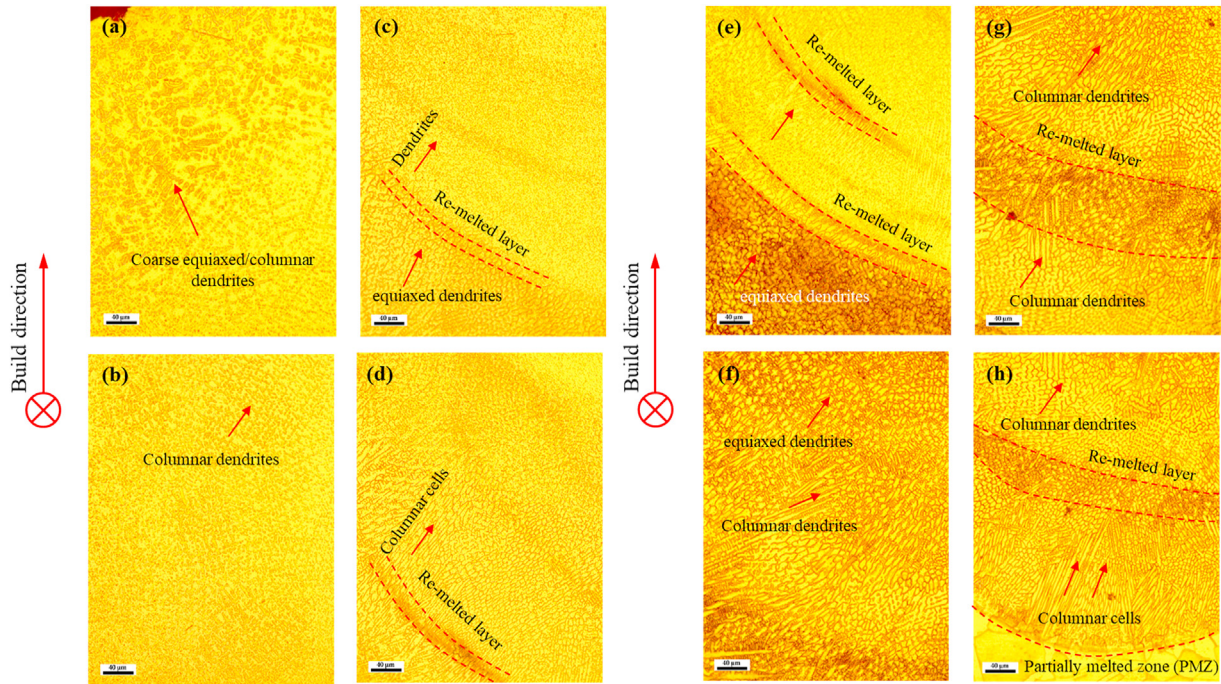 Build direction
(a)
Coarse equiaxed/columnar
dendrites
40 μm
(b)
Columnar dendrites
40 μm
(c)
Dendrites
Re-melted layer
equiaxed dendrites
40 μm
(d)
Columnar cells
Re-melted layer
40 μm
Build direction
(e)
Re-melted layer
Re-melted layer
equiaxed dendrites
40 μm
(f)
equiaxed dendrites
Columnar dendrites
40 μm
(g)
Columnar dendrites
Re-melted layer
Columnar dendrites
40 μm
(h)
Columnar dendrites
Re-melted layer
Columnar cells
40 μm
Partially melted zone (PMZ)